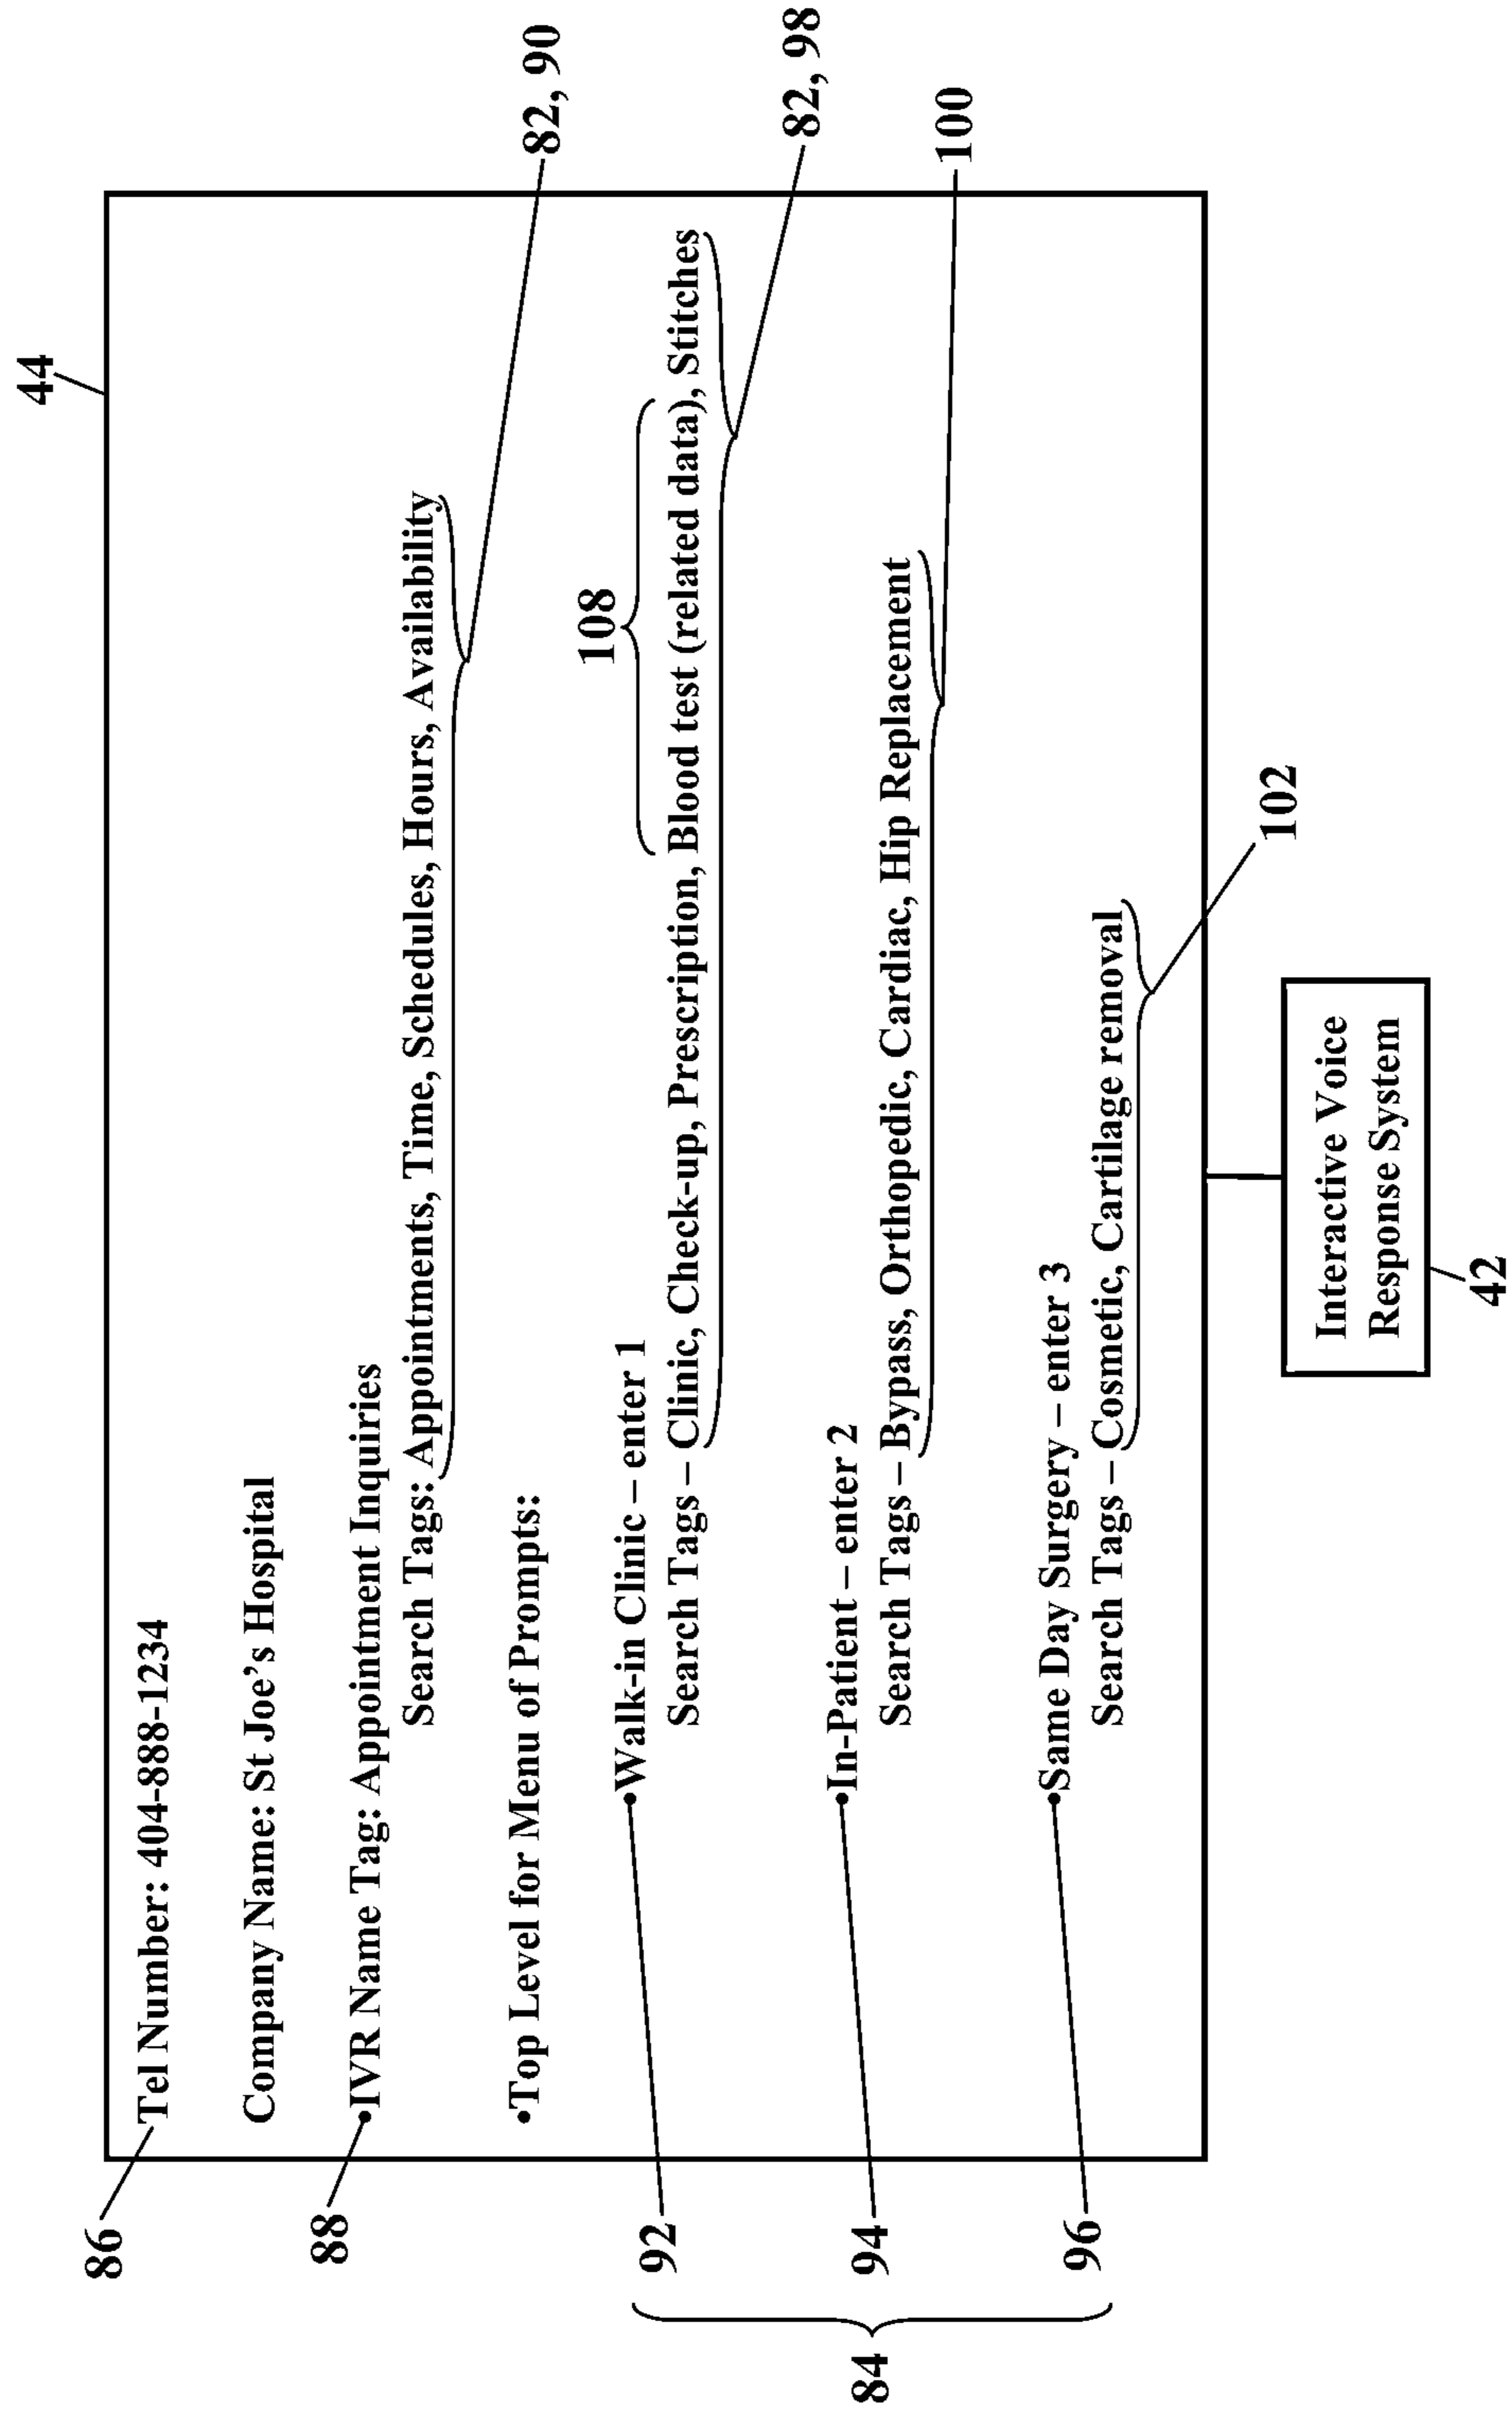 44
86
Tel Number: 404-888-1234
Company Name: St Joe's Hospital
88
•IVR Name Tag: Appointment Inquiries
Search Tags: Appointments, Time, Schedules, Hours, Availability
82, 90
•Top Level for Menu of Prompts:
108
84
92
•Walk-in Clinic – enter 1
Search Tags – Clinic, Check-up, Prescription, Blood test (related data), Stitches
82, 98
94
•In-Patient – enter 2
Search Tags – Bypass, Orthopedic, Cardiac, Hip Replacement
100
96
•Same Day Surgery – enter 3
Search Tags – Cosmetic, Cartilage removal
102
Interactive Voice
Response System
42